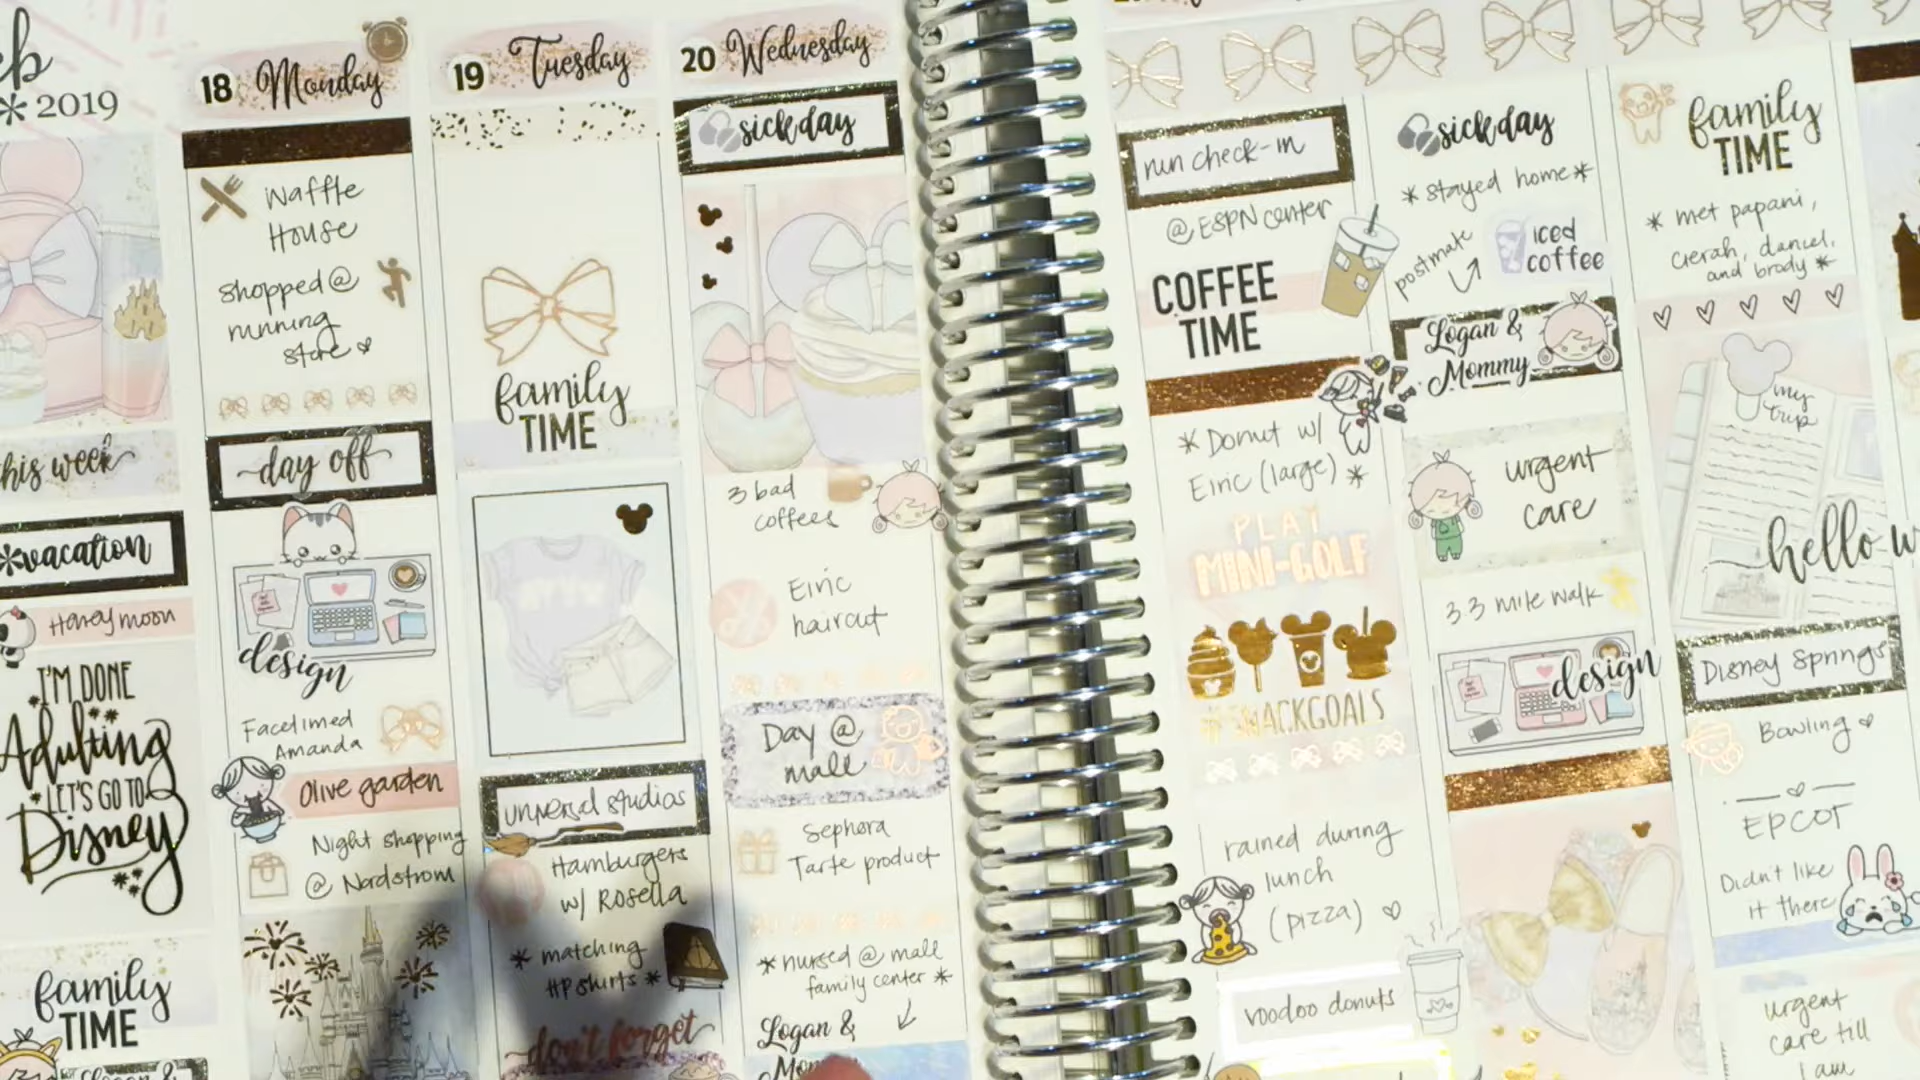 2019
this week
*vacation
Honeymoon
I'M DONE
Adulting
LET'S GO TO
Disney
family
TIME
Logan &
18 Monday
Waffle
House
shopped @
running
store
day off
design
Facetimed
Amanda
Olive garden
Night shopping
@ Nordstrom
19 Tuesday
family
TIME
universal studios
Hamburgers
w/ Rosella
* matching
HP shirts *
don't forget
20 Wednesday
sick day
3 bad
coffees
Eiric
haircut
Day @
mall
Sephora
Tarte product
* nursed @ mall
family center *
Logan &
run check-in
@ ESPN center
COFFEE
TIME
* Donut w/
Eiric (large) *
PLAY
MINI-GOLF
#SNACKGOALS
rained during
lunch
(pizza)
voodoo donuts
sick day
* stayed home *
postmate
iced
coffee
Logan &
Mommy
urgent
care
3.3 mile walk
design
family
TIME
* met papani,
cierah, daniel,
and brody *
my
trip
hello
Disney Springs
Bowling
EPCOT
Didn't like
it there
urgent
care till
1 am